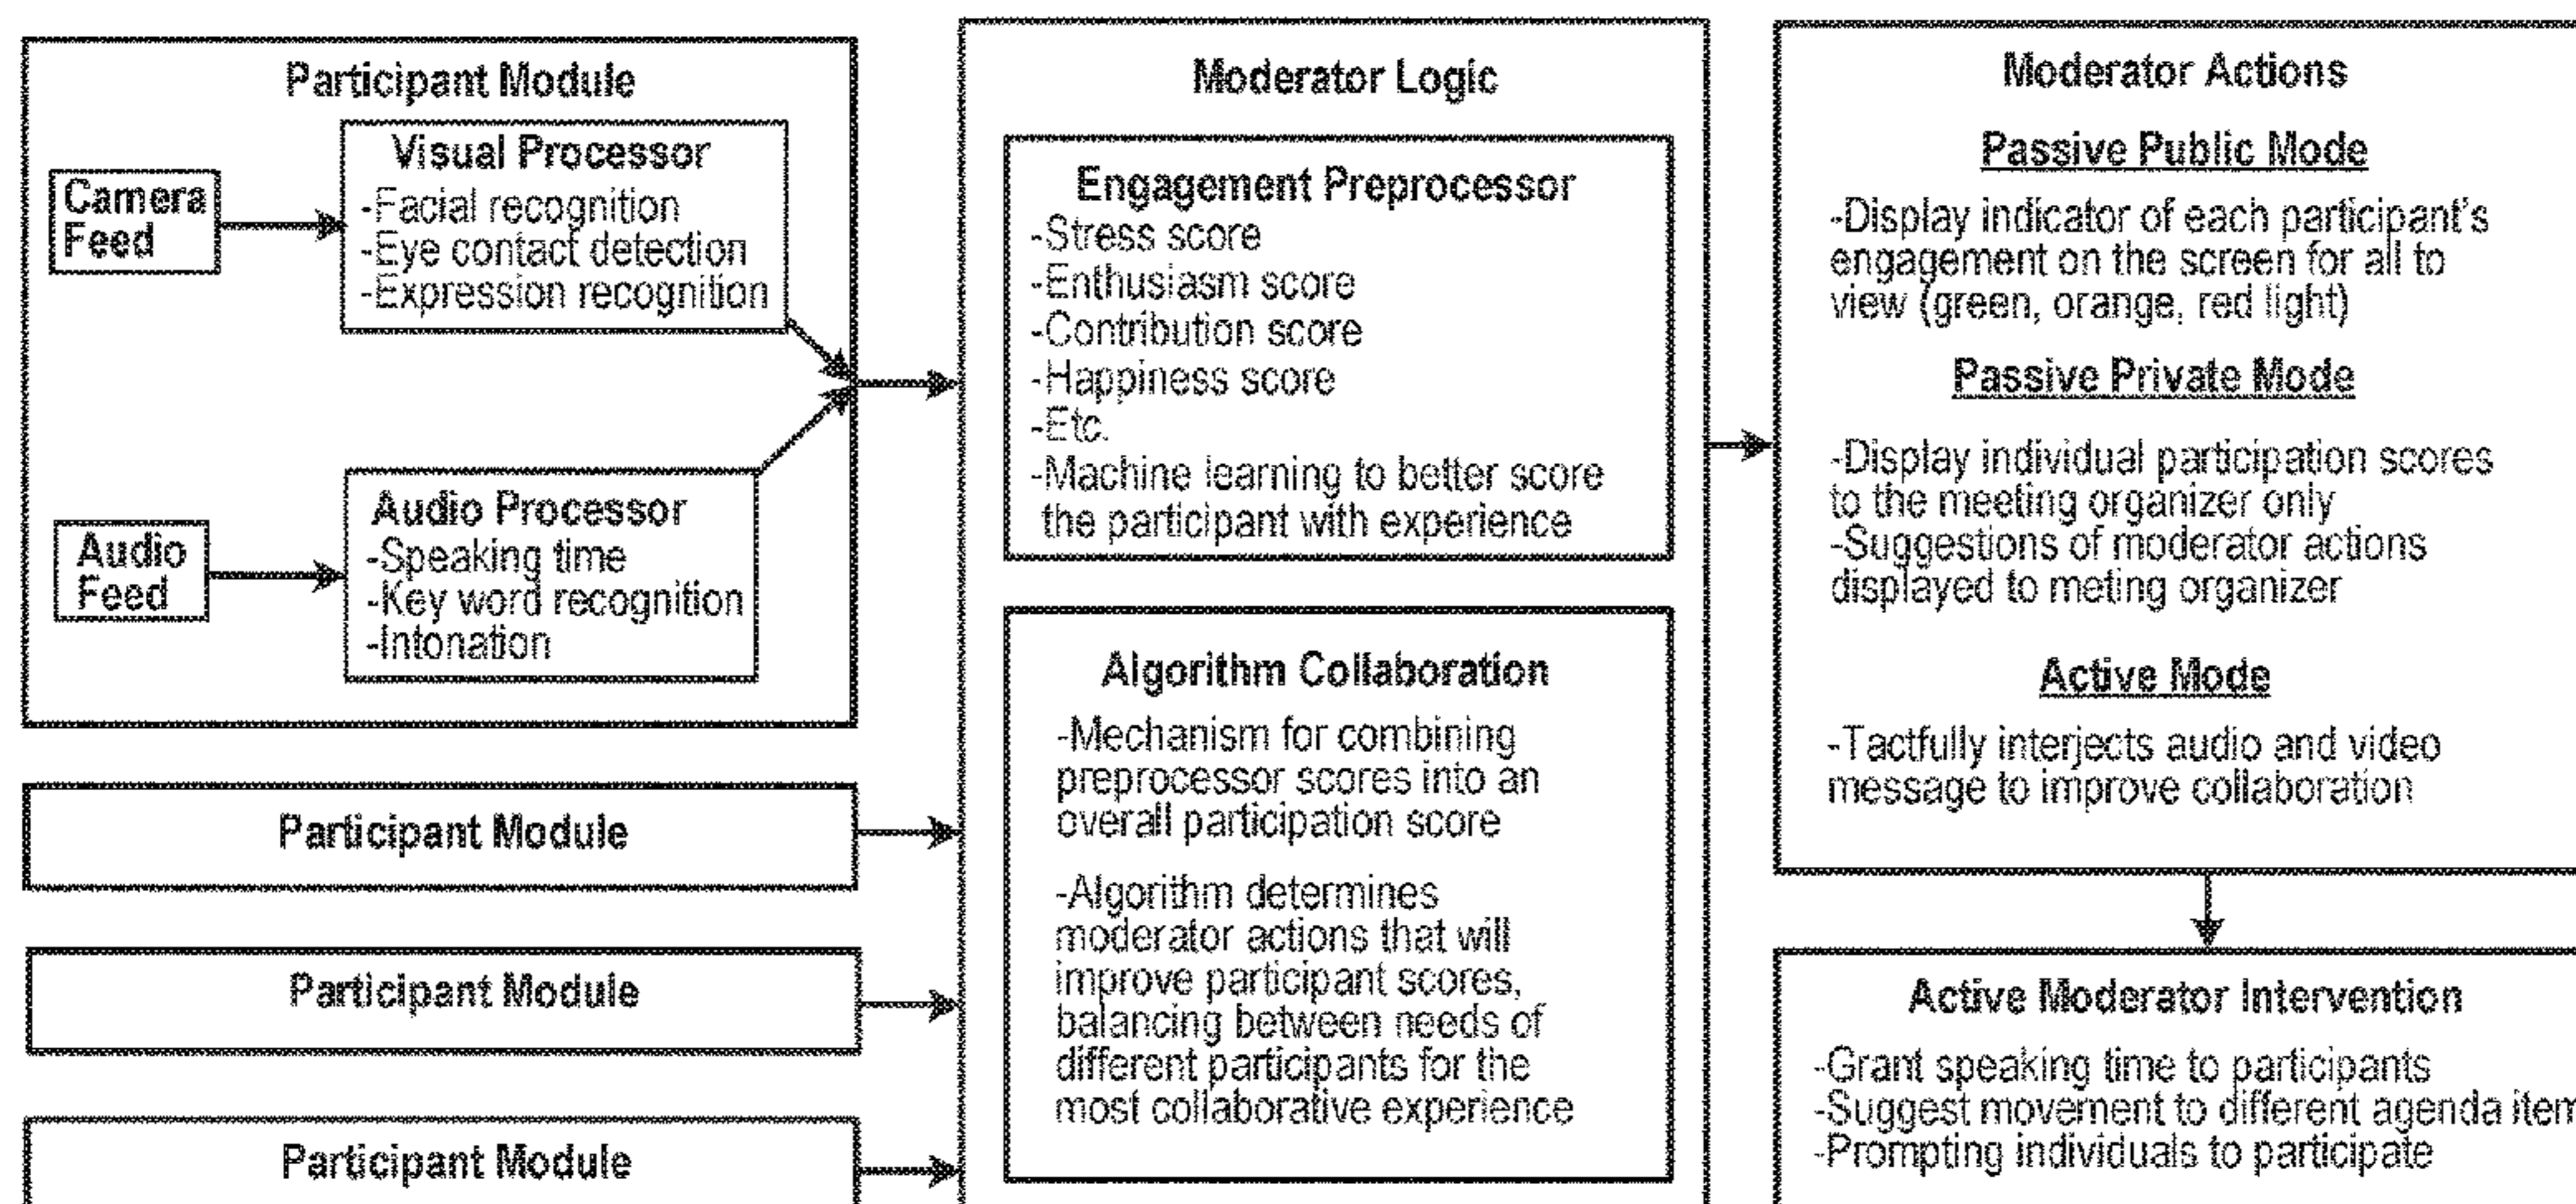 Participant Module
Camera
Feed
Visual Processor
-Facial recognition
-Eye contact detection
-Expression recognition
Audio
Feed
Audio Processor
-Speaking time
-Key word recognition
-Intonation
Participant Module
Participant Module
Participant Module
Moderator Logic
Engagement Preprocessor
-Stress score
-Enthusiasm score
-Contribution score
-Happiness score
-Etc.
-Machine learning to better score
the participant with experience
Algorithm Collaboration
-Mechanism for combining
preprocessor scores into an
overall participation score
-Algorithm determines
moderator actions that will
improve participant scores,
balancing between needs of
different participants for the
most collaborative experience
Moderator Actions
Passive Public Mode
-Display indicator of each participant's
engagement on the screen for all to
view (green, orange, red light)
Passive Private Mode
-Display individual participation scores
to the meeting organizer only
-Suggestions of moderator actions
displayed to meting organizer
Active Mode
-Tactfully interjects audio and video
message to improve collaboration
Active Moderator Intervention
-Grant speaking time to participants
-Suggest movement to different agenda item
-Prompting individuals to participate